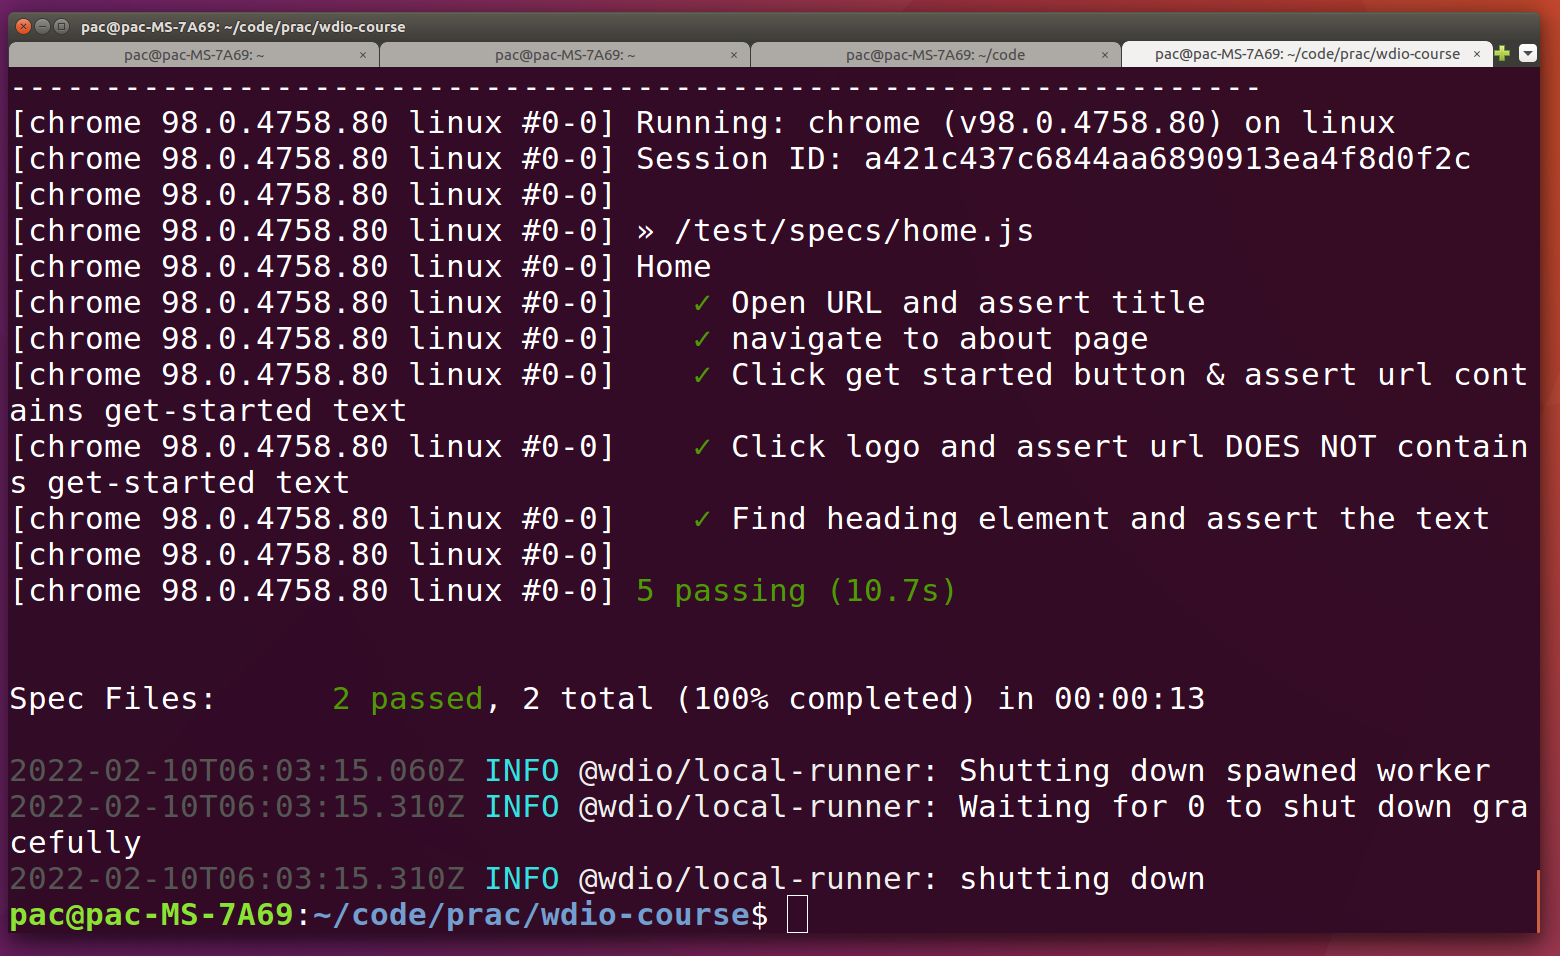 pac@pac-MS-7A69: ~/code/prac/wdio-course
pac@pac-MS-7A69: ~ × pac@pac-MS-7A69: ~ × pac@pac-MS-7A69: ~/code × pac@pac-MS-7A69: ~/code/prac/wdio-course ×
------------------------------------------------------------------
[chrome 98.0.4758.80 linux #0-0] Running: chrome (v98.0.4758.80) on linux
[chrome 98.0.4758.80 linux #0-0] Session ID: a421c437c6844aa6890913ea4f8d0f2c
[chrome 98.0.4758.80 linux #0-0]
[chrome 98.0.4758.80 linux #0-0] » /test/specs/home.js
[chrome 98.0.4758.80 linux #0-0] Home
[chrome 98.0.4758.80 linux #0-0]    ✓ Open URL and assert title
[chrome 98.0.4758.80 linux #0-0]    ✓ navigate to about page
[chrome 98.0.4758.80 linux #0-0]    ✓ Click get started button & assert url cont
ains get-started text
[chrome 98.0.4758.80 linux #0-0]    ✓ Click logo and assert url DOES NOT contain
s get-started text
[chrome 98.0.4758.80 linux #0-0]    ✓ Find heading element and assert the text
[chrome 98.0.4758.80 linux #0-0]
[chrome 98.0.4758.80 linux #0-0] 5 passing (10.7s)
Spec Files:      2 passed, 2 total (100% completed) in 00:00:13
2022-02-10T06:03:15.060Z INFO @wdio/local-runner: Shutting down spawned worker
2022-02-10T06:03:15.310Z INFO @wdio/local-runner: Waiting for 0 to shut down gra
cefully
2022-02-10T06:03:15.310Z INFO @wdio/local-runner: shutting down
pac@pac-MS-7A69:~/code/prac/wdio-course$